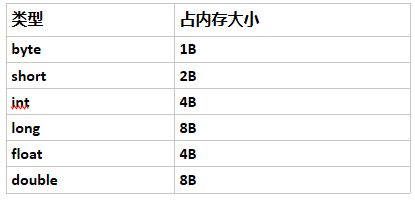 类型 占内存大小
byte 1B
short 2B
int 4B
long 8B
float 4B
double 8B